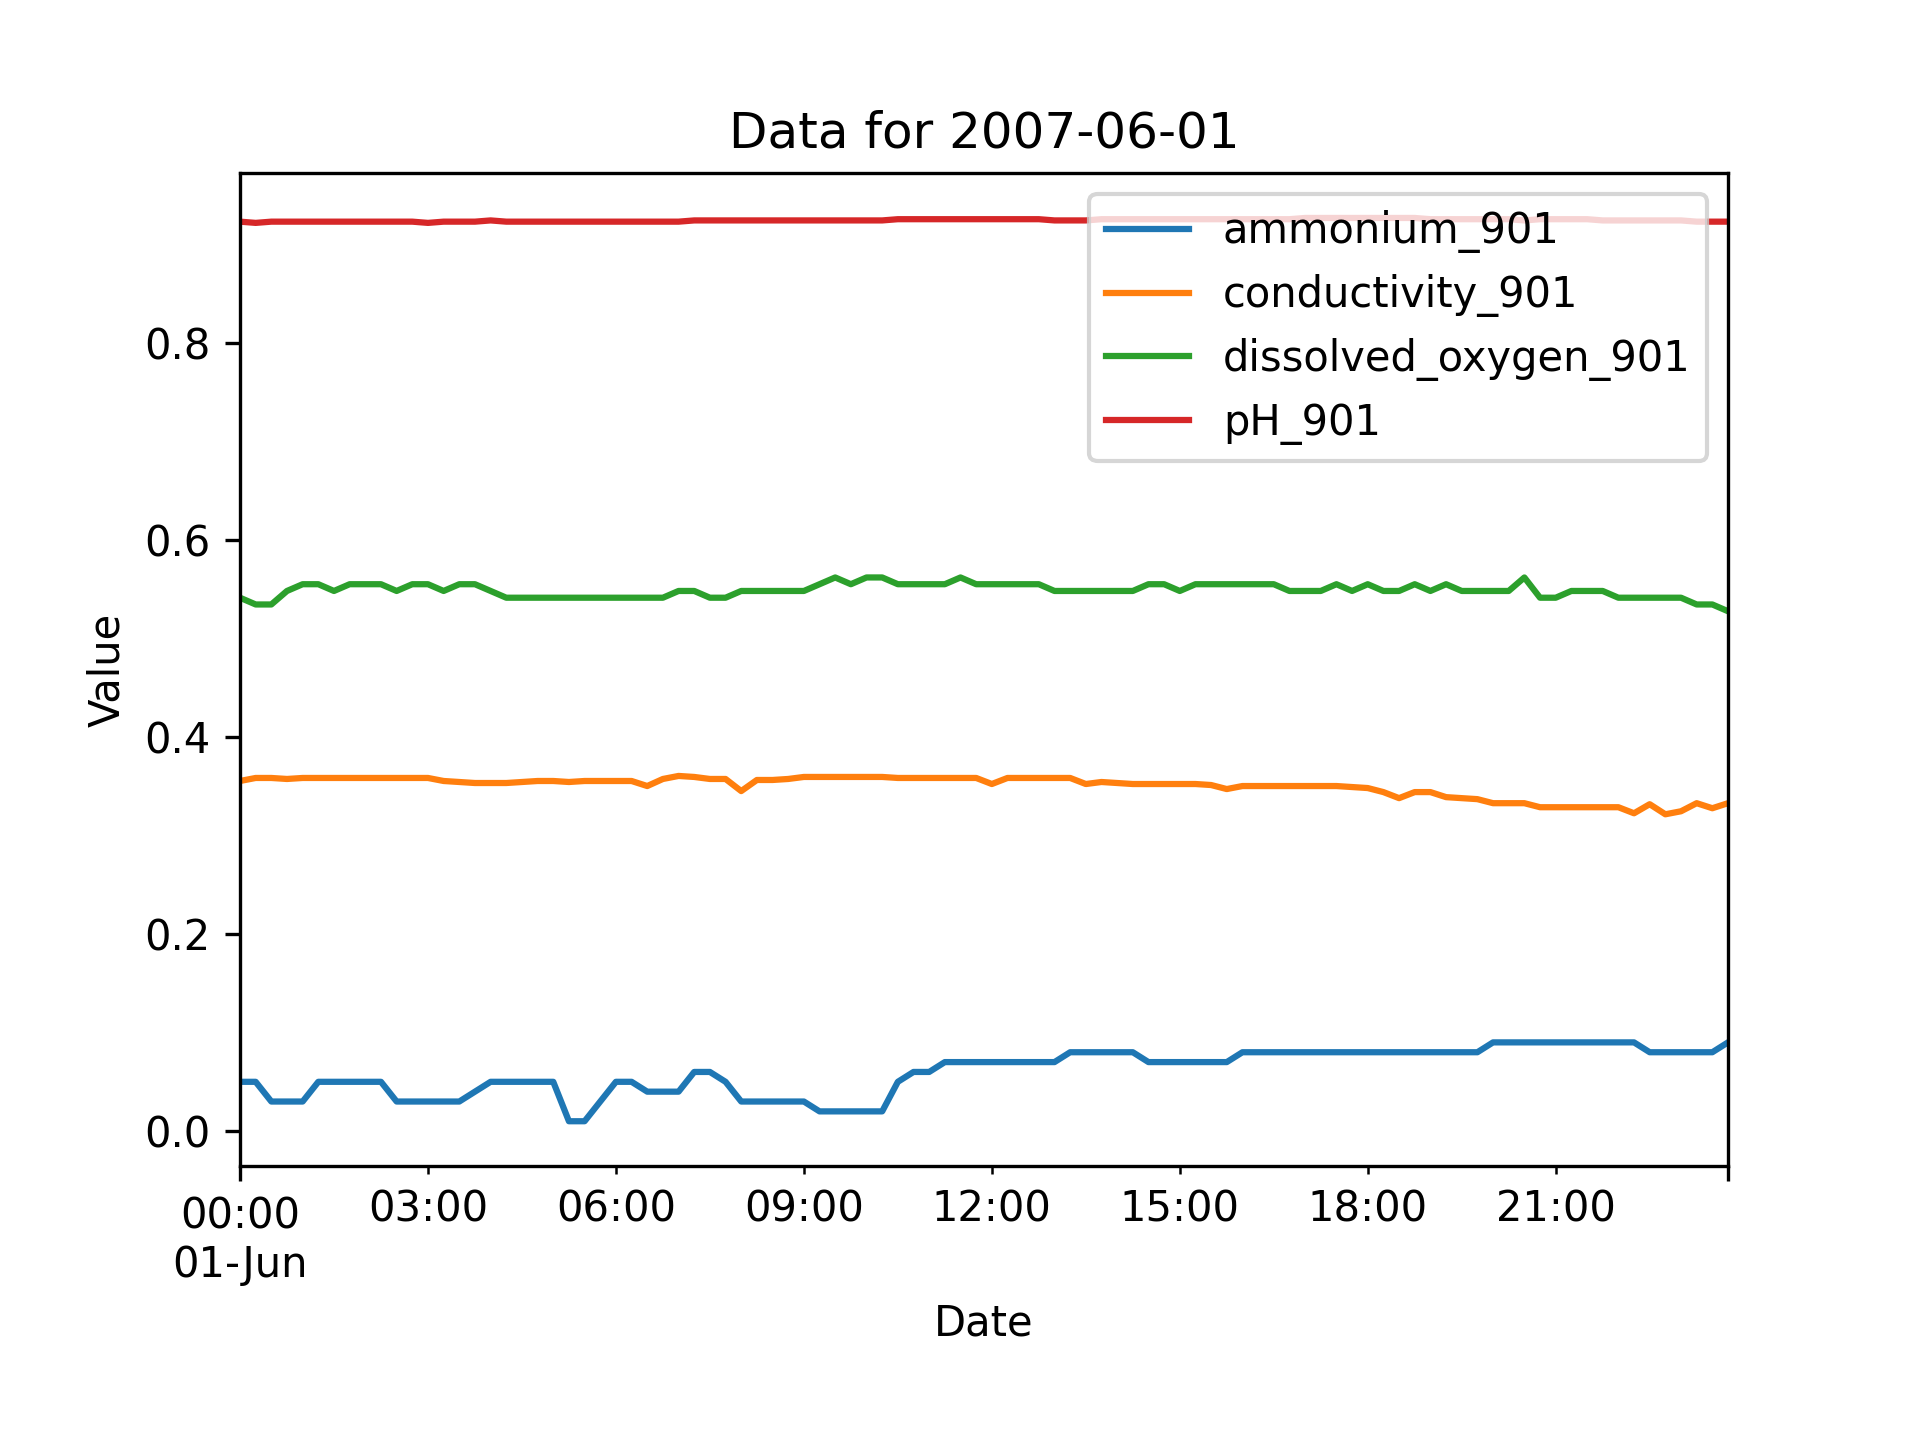 Data for 2007-06-01
ammonium_901
conductivity_901
dissolved_oxygen_901
pH_901
0.8
0.6
0.4
0.2
0.0
Value
00:00 03:00 06:00 09:00 12:00 15:00 18:00 21:00
01-Jun
Date